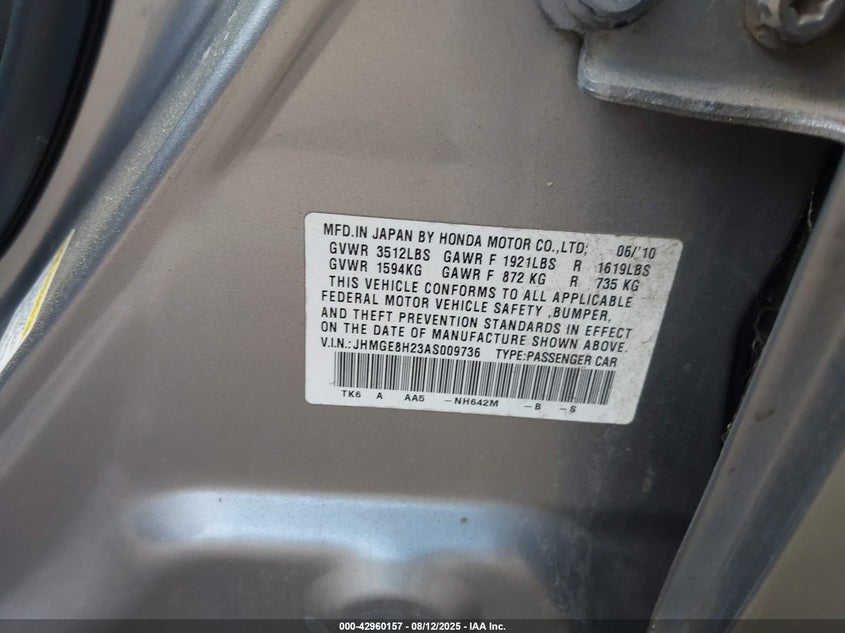 MFD.IN JAPAN BY HONDA MOTOR CO.,LTD; 06/'10
GVWR 3512LBS GAWR F 1921LBS R 1619LBS
GVWR 1594KG GAWR F 872 KG R 735 KG
THIS VEHICLE CONFORMS TO ALL APPLICABLE
FEDERAL MOTOR VEHICLE SAFETY ,BUMPER,
AND THEFT PREVENTION STANDARDS IN EFFECT
ON THE DATE OF MANUFACTURE SHOWN ABOVE.
V.I.N.: JHMGE8H23AS009736 TYPE:PASSENGER CAR
TK6 A AA5 -NH642M -B -S
000-42960157 - 08/12/2025 - IAA Inc.